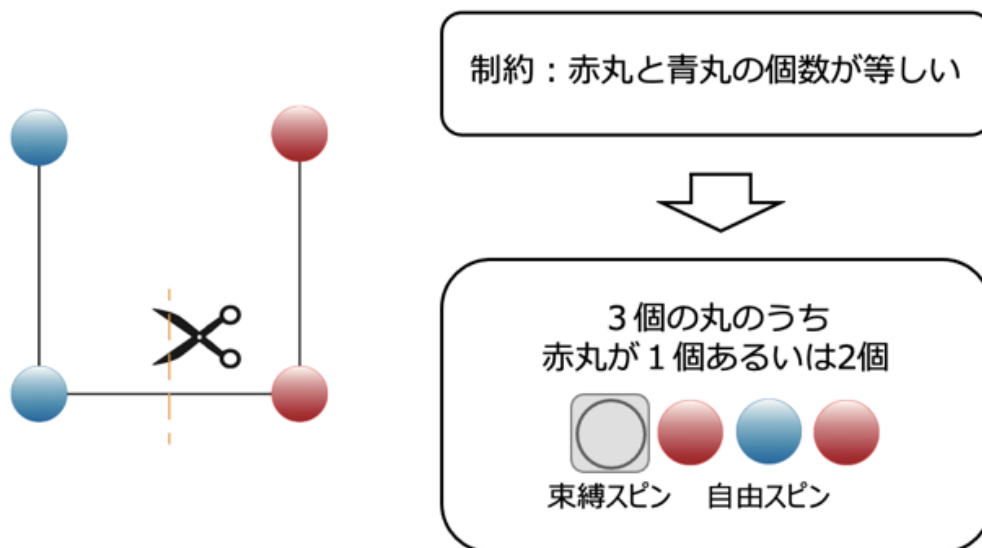 制約：赤丸と青丸の個数が等しい
３個の丸のうち
赤丸が１個あるいは2個
束縛スピン　自由スピン